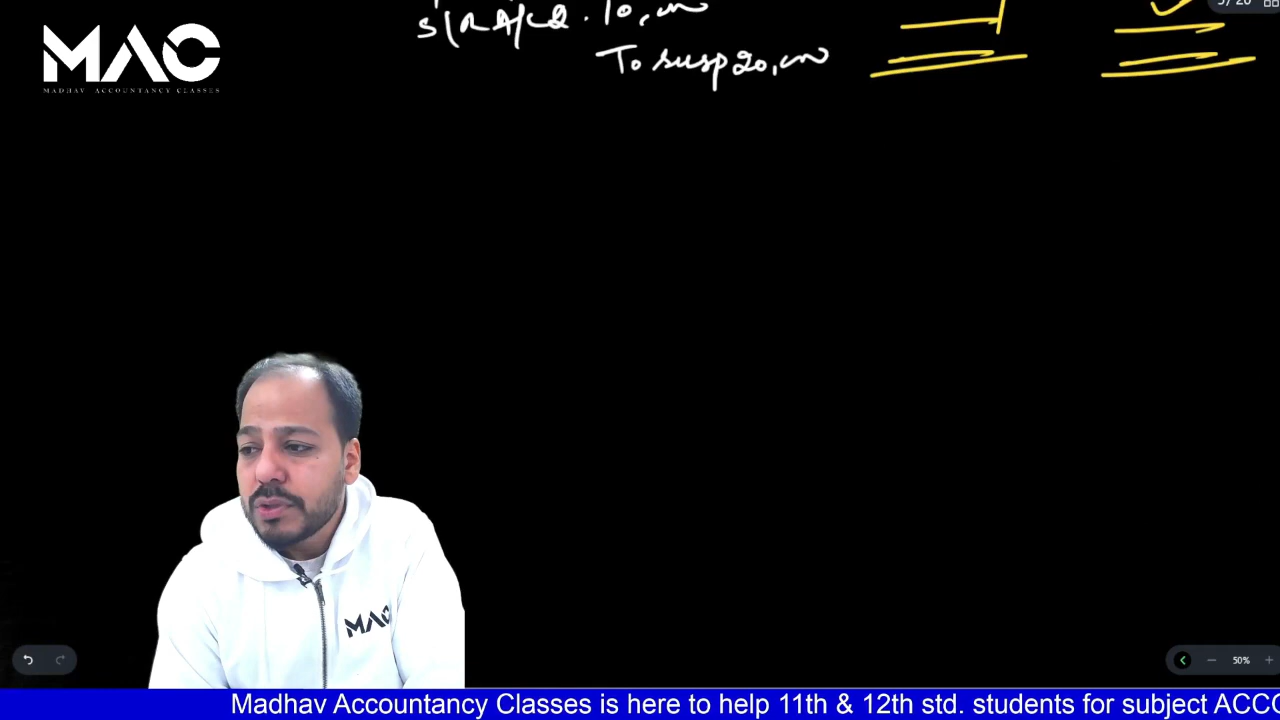 MAC
MADHAV ACCOUNTANCY CLASSES
S/R A/c
To susp 20,
MAC
50%
Madhav Accountancy Classes is here to help 11th & 12th std. students for subject ACCO